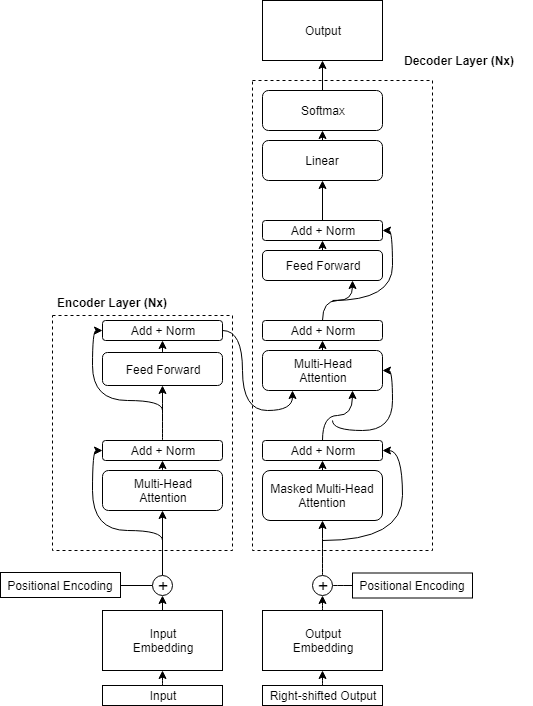 Output
Decoder Layer (Nx)
Softmax
Linear
Add + Norm
Feed Forward
Encoder Layer (Nx)
Add + Norm
Feed Forward
Add + Norm
Multi-Head
Attention
Add + Norm
Multi-Head
Attention
Add + Norm
Masked Multi-Head
Attention
Positional Encoding
+
+
Positional Encoding
Input
Embedding
Output
Embedding
Input
Right-shifted Output